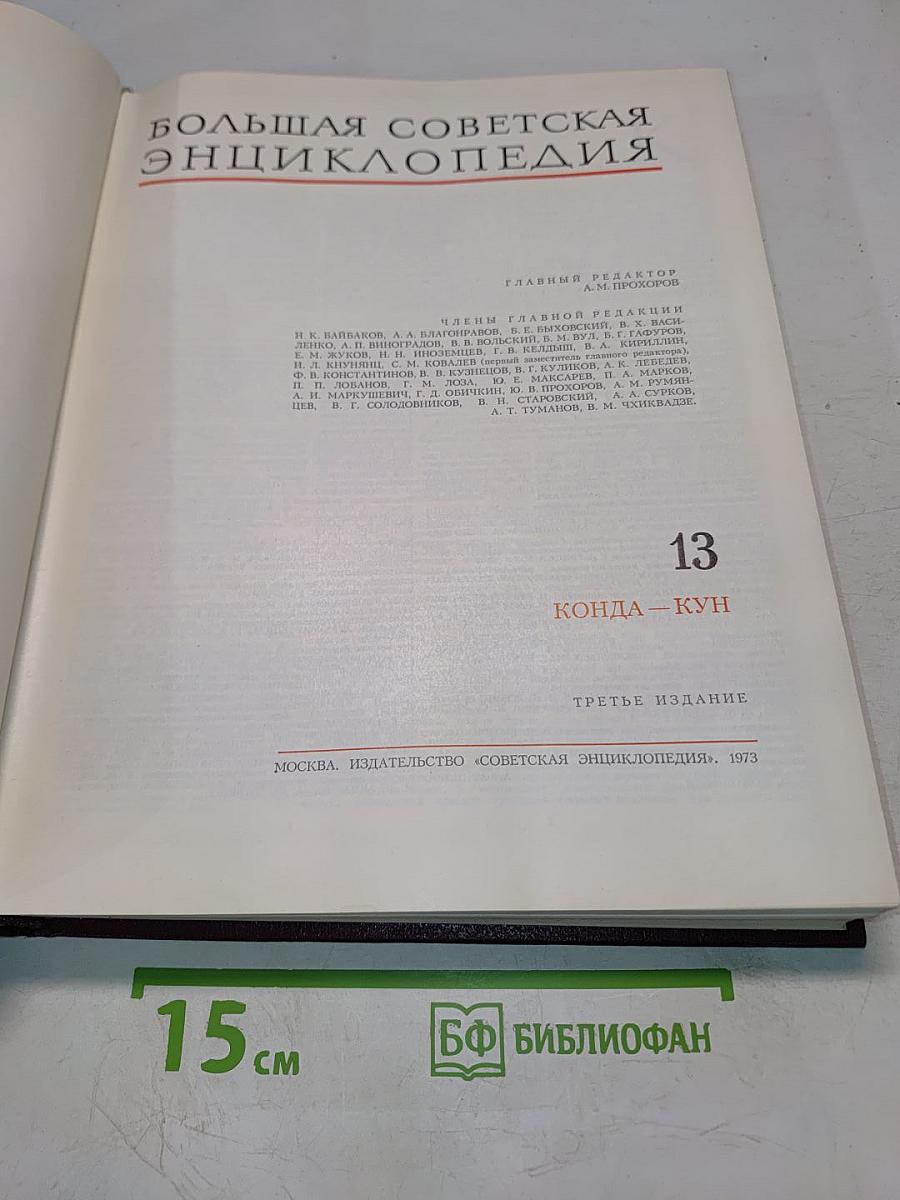 БОЛЬШАЯ СОВЕТСКАЯ
ЭНЦИКЛОПЕДИЯ
ГЛАВНЫЙ РЕДАКТОР
А. М. ПРОХОРОВ
ЧЛЕНЫ ГЛАВНОЙ РЕДАКЦИИ
Н. К. БАЙБАКОВ, А. А. БЛАГОНРАВОВ, Б. Е. БЫХОВСКИЙ, В. Х. ВАСИ-
ЛЕНКО, А. П. ВИНОГРАДОВ, В. В. ВОЛЬСКИЙ, Б. М. ВУЛ, Б. Г. ГАФУРОВ,
Е. М. ЖУКОВ, Н. Н. ИНОЗЕМЦЕВ, Г. В. КЕЛДЫШ, В. А. КИРИЛЛИН,
И. Л. КНУНЯНЦ, С. М. КОВАЛЕВ (первый заместитель главного редактора),
Ф. В. КОНСТАНТИНОВ, В. В. КУЗНЕЦОВ, В. Г. КУЛИКОВ, А. К. ЛЕБЕДЕВ,
П. П. ЛОБАНОВ, Г. М. ЛОЗА, Ю. Е. МАКСАРЕВ, П. А. МАРКОВ,
А. И. МАРКУШЕВИЧ, Г. Д. ОБИЧКИН, Ю. В. ПРОХОРОВ, А. М. РУМЯН-
ЦЕВ, В. Г. СОЛОДОВНИКОВ, В. Н. СТАРОВСКИЙ, А. А. СУРКОВ,
А. Т. ТУМАНОВ, В. М. ЧХИКВАДЗЕ.
13
КОНДА — КУН
ТРЕТЬЕ ИЗДАНИЕ
МОСКВА. ИЗДАТЕЛЬСТВО «СОВЕТСКАЯ ЭНЦИКЛОПЕДИЯ». 1973
15 см
БФ БИБЛИОФАН